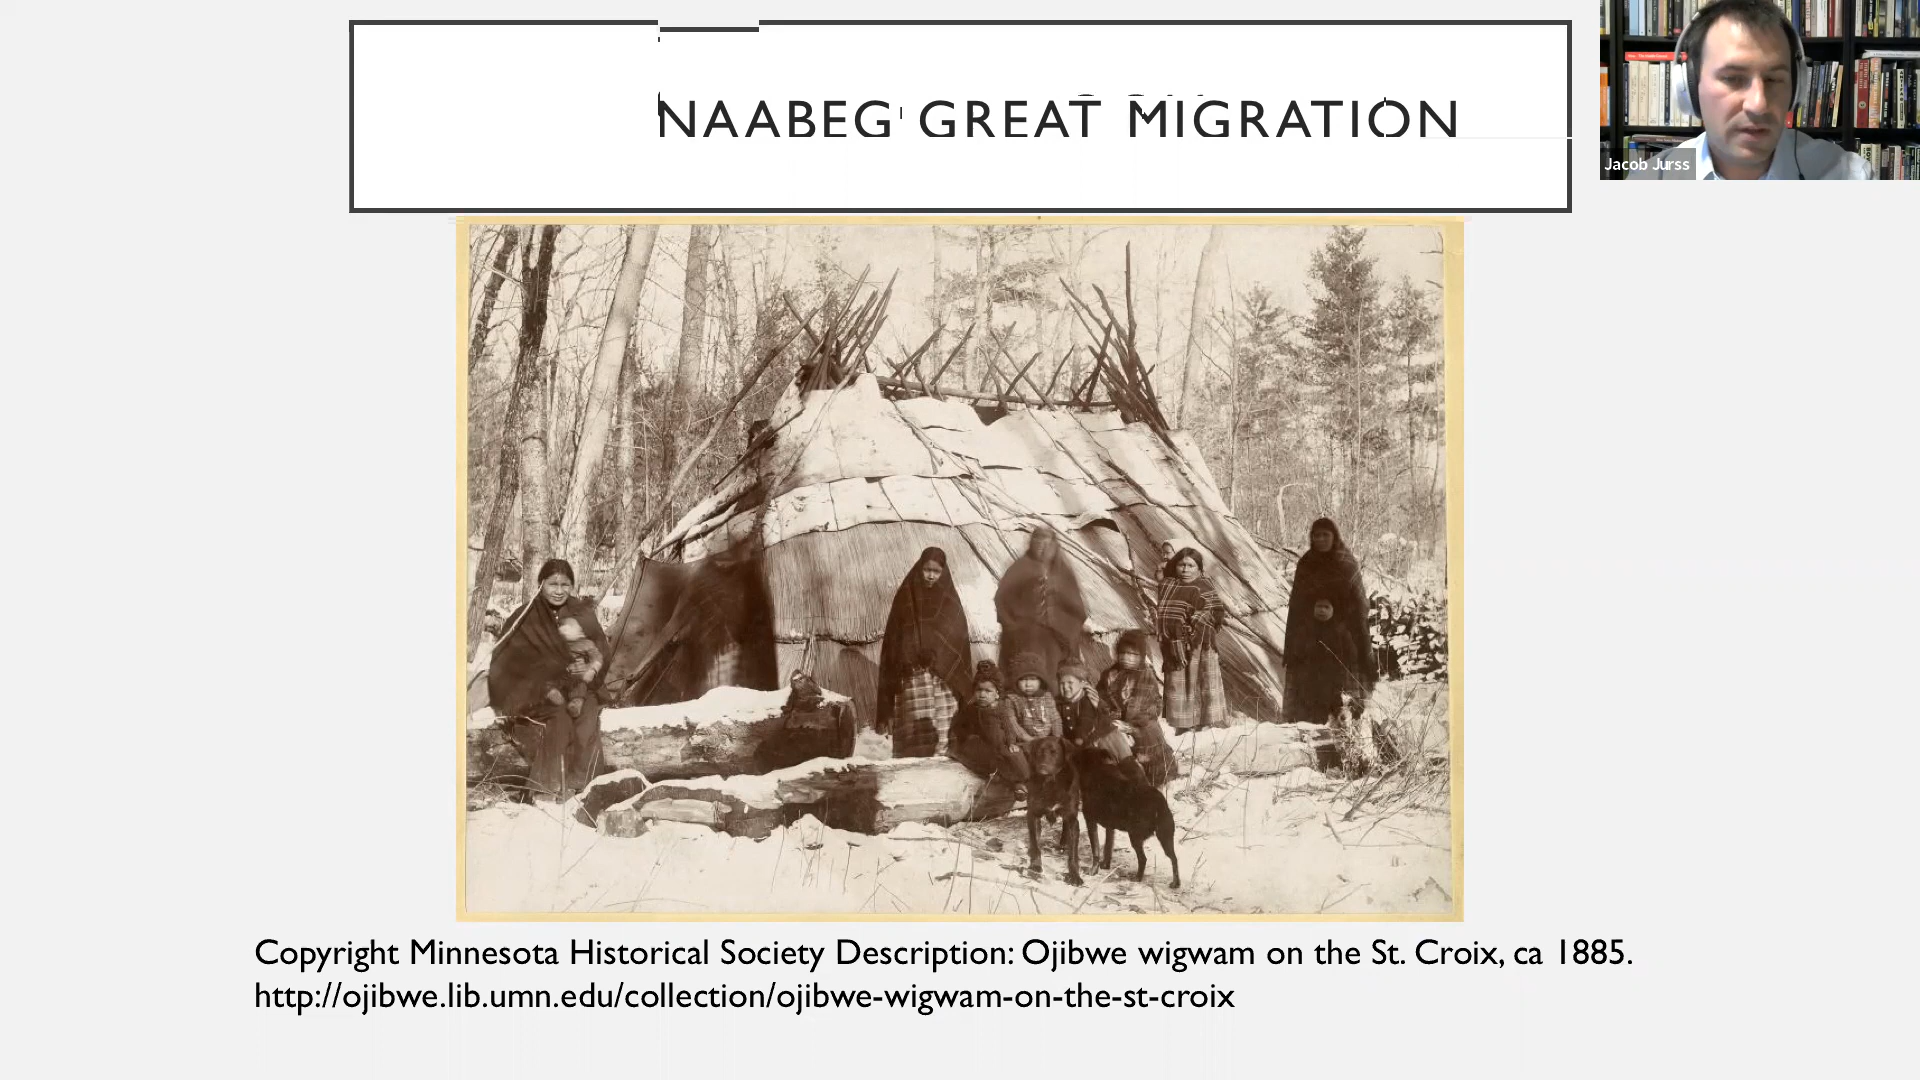 NAABEG GREAT MIGRATION
Jacob Jurss
Copyright Minnesota Historical Society Description: Ojibwe wigwam on the St. Croix, ca 1885.
http://ojibwe.lib.umn.edu/collection/ojibwe-wigwam-on-the-st-croix